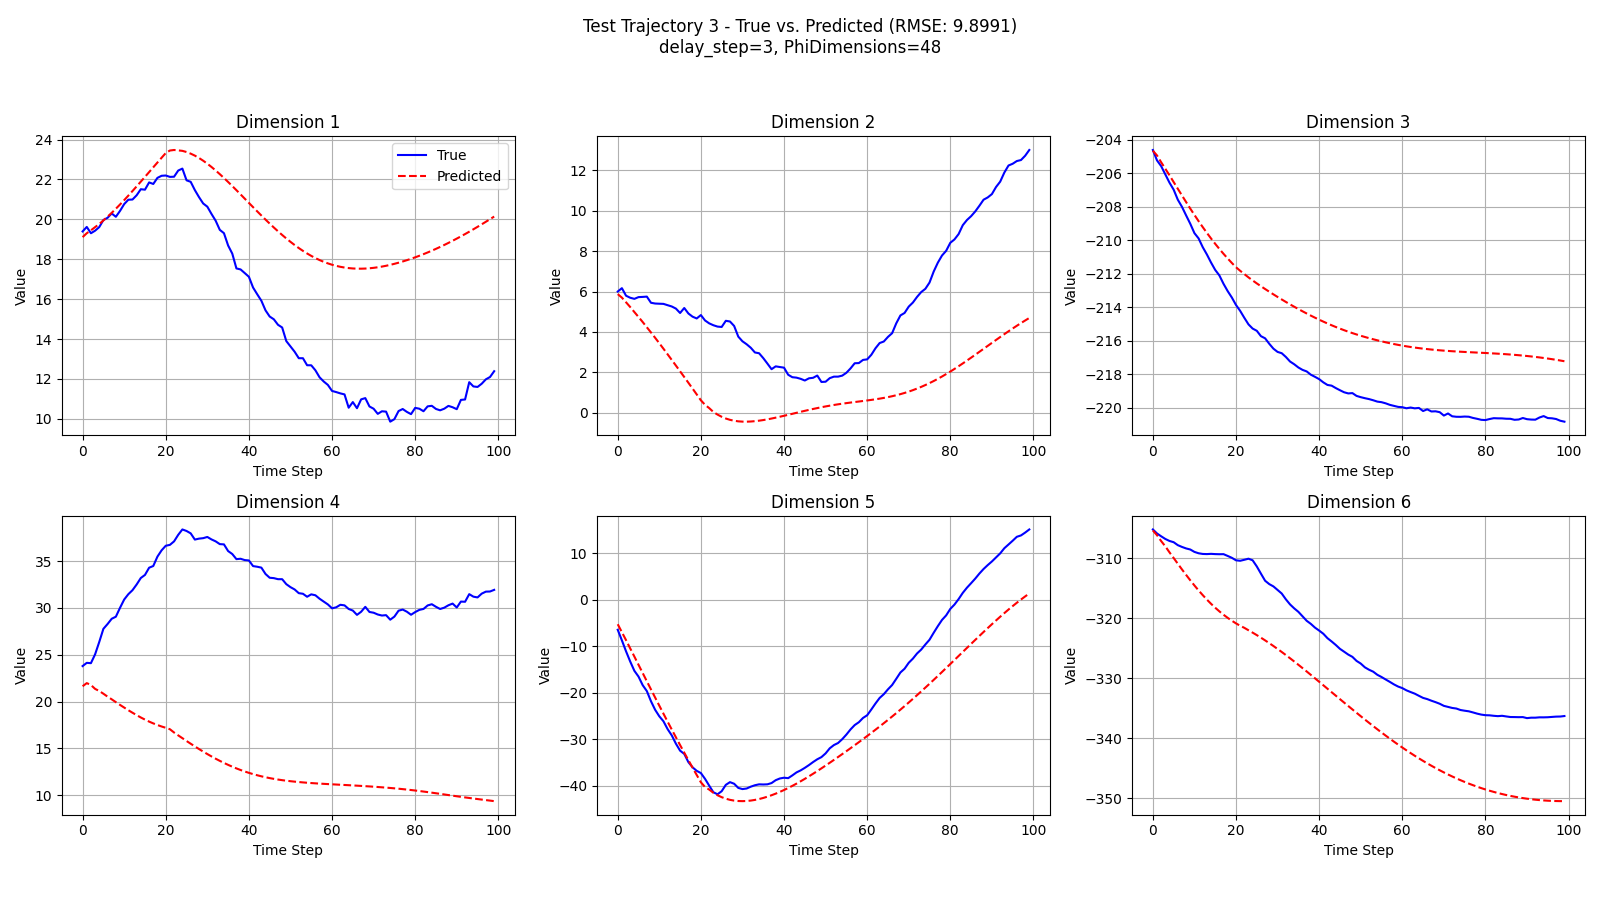 Test Trajectory 3 - True vs. Predicted (RMSE: 9.8991)
delay_step=3, PhiDimensions=48
Dimension 1
24
22
20
18
16
14
12
10
Value
0 20 40 60 80 100
Time Step
True
Predicted
Dimension 2
12
10
8
6
4
2
0
Value
0 20 40 60 80 100
Time Step
Dimension 3
−204
−206
−208
−210
−212
−214
−216
−218
−220
Value
0 20 40 60 80 100
Time Step
Dimension 4
35
30
25
20
15
10
Value
0 20 40 60 80 100
Time Step
Dimension 5
10
0
−10
−20
−30
−40
Value
0 20 40 60 80 100
Time Step
Dimension 6
−310
−320
−330
−340
−350
Value
0 20 40 60 80 100
Time Step